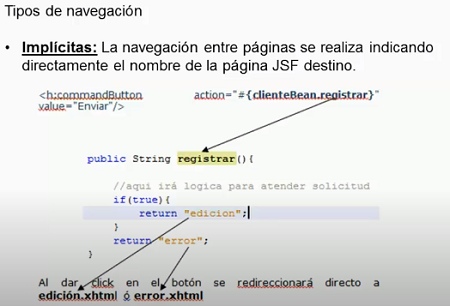 Tipos de navegación
• Implícitas: La navegación entre páginas se realiza indicando
directamente el nombre de la página JSF destino.
<h:commandButton action="#{clienteBean.registrar}"
value="Enviar"/>
public String registrar(){
//aqui irá logica para atender solicitud
if(true){
return "edicion";
}
return "error";
}
Al dar click en el botón se redireccionará directo a
edición.xhtml ó error.xhtml